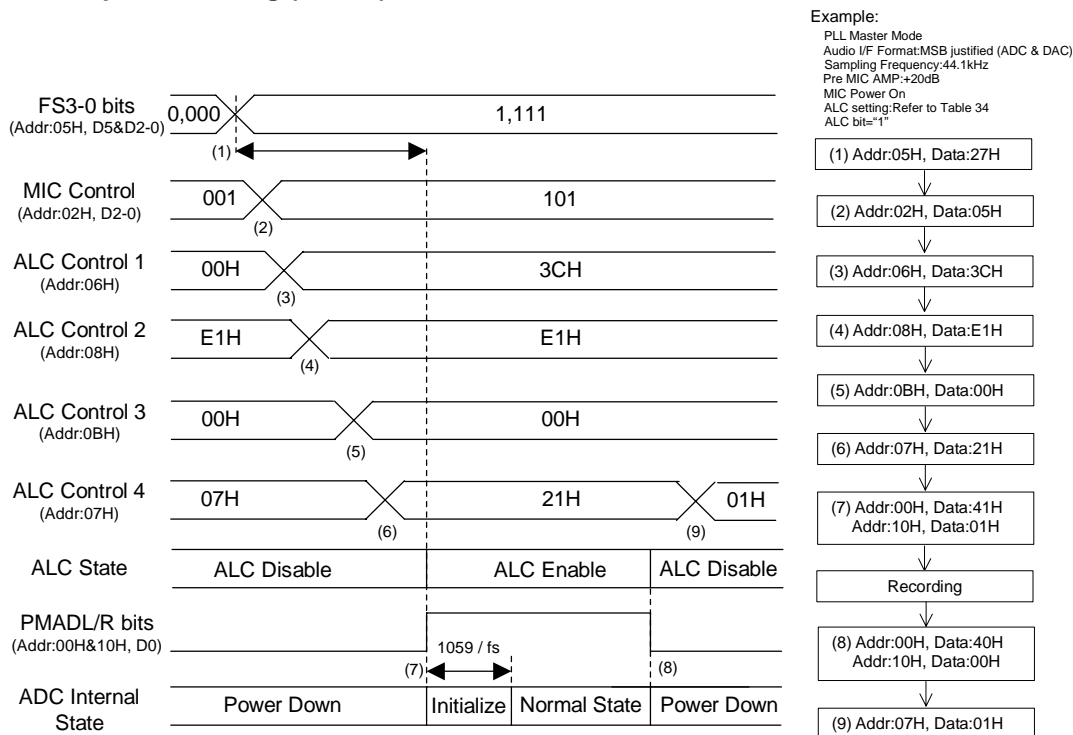 Example:
PLL Master Mode
Audio I/F Format:MSB justified (ADC & DAC)
Sampling Frequency:44.1kHz
Pre MIC AMP:+20dB
MIC Power On
ALC setting:Refer to Table 34
ALC bit="1"
FS3-0 bits
(Addr:05H, D5&D2-0)
0,000
1,111
(1)
MIC Control
(Addr:02H, D2-0)
001
101
(2)
ALC Control 1
(Addr:06H)
00H
3CH
(3)
ALC Control 2
(Addr:08H)
E1H
E1H
(4)
ALC Control 3
(Addr:0BH)
00H
00H
(5)
ALC Control 4
(Addr:07H)
07H
21H
01H
(6)
(9)
ALC State
ALC Disable
ALC Enable
ALC Disable
PMADL/R bits
(Addr:00H&10H, D0)
1059 / fs
(7)
(8)
ADC Internal
State
Power Down
Initialize
Normal State
Power Down
(1) Addr:05H, Data:27H
(2) Addr:02H, Data:05H
(3) Addr:06H, Data:3CH
(4) Addr:08H, Data:E1H
(5) Addr:0BH, Data:00H
(6) Addr:07H, Data:21H
(7) Addr:00H, Data:41H
Addr:10H, Data:01H
Recording
(8) Addr:00H, Data:40H
Addr:10H, Data:00H
(9) Addr:07H, Data:01H